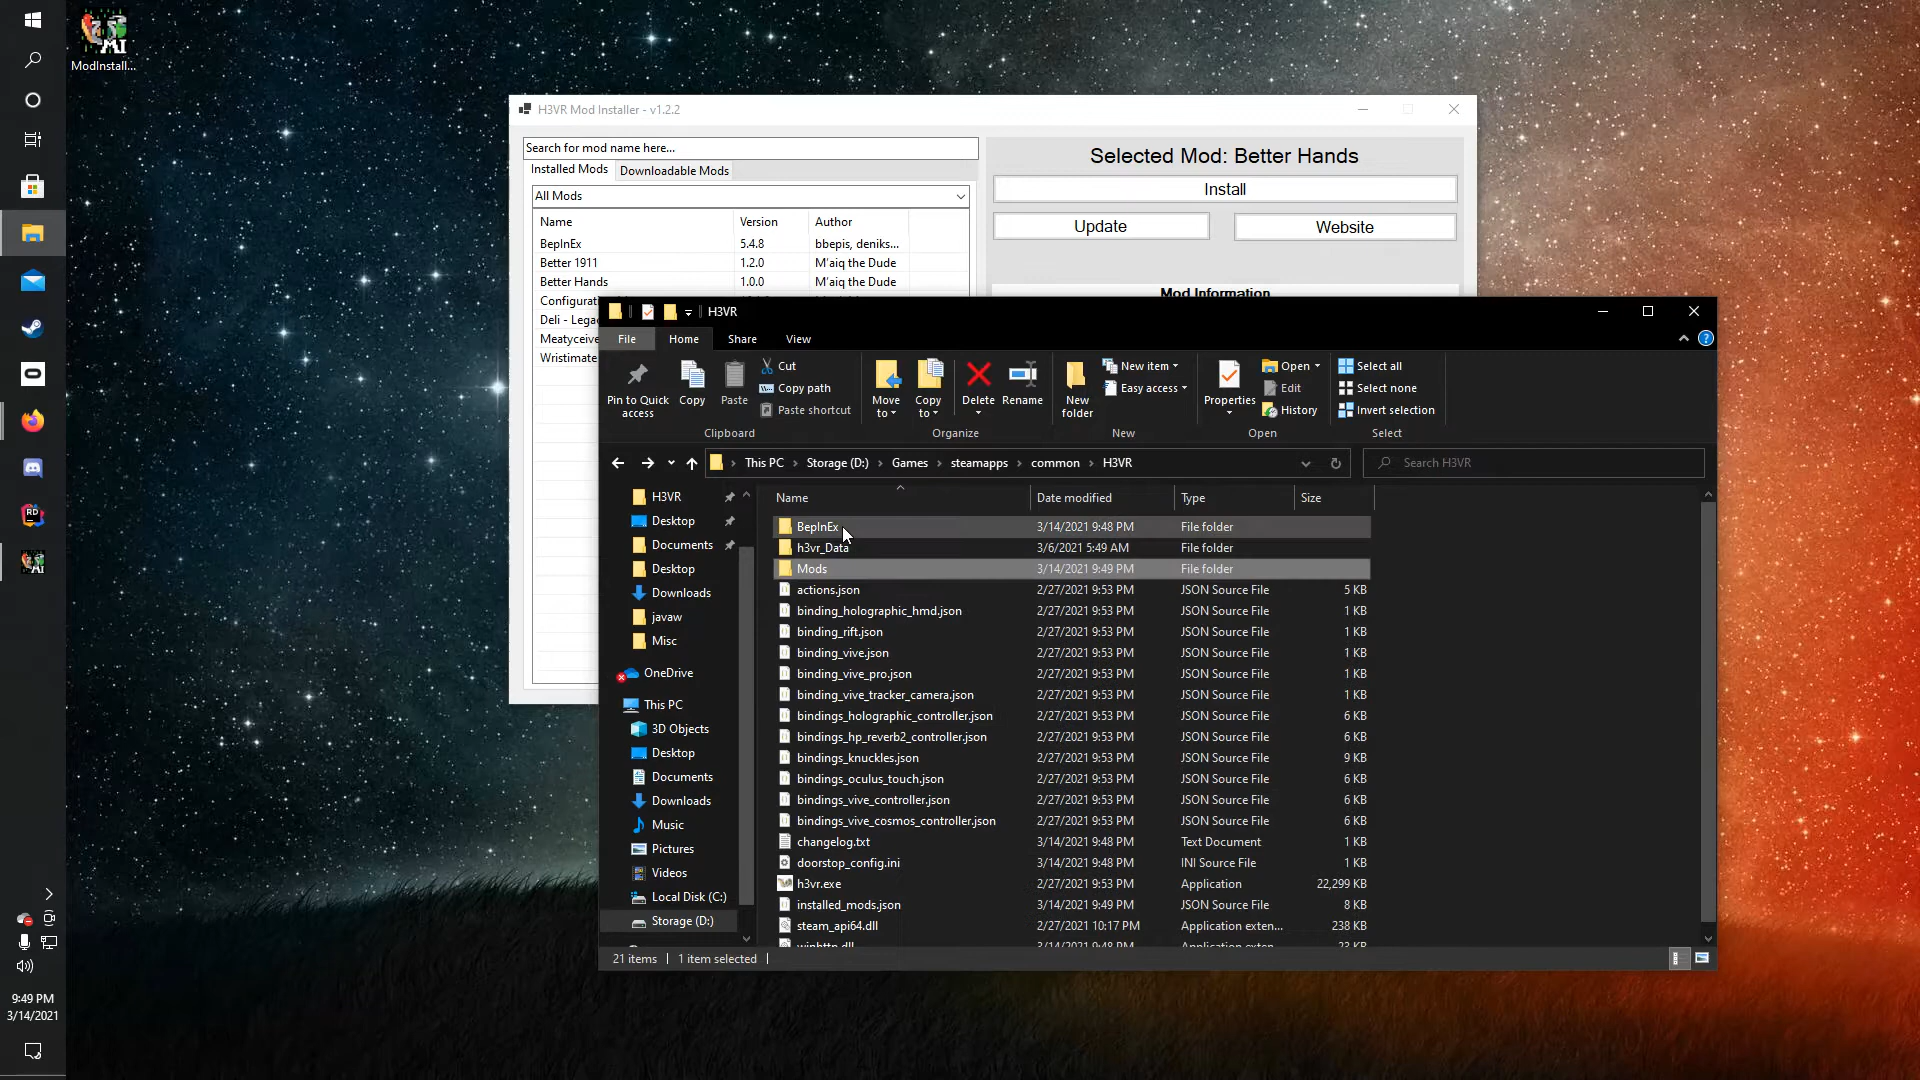 ModInstall...
H3VR Mod Installer - v1.2.2
Search for mod name here...
Installed Mods
Downloadable Mods
All Mods
Name Version Author
BepInEx 5.4.8 bbepis, deniks...
Better 1911 1.2.0 M'aiq the Dude
Better Hands 1.0.0 M'aiq the Dude
Configurat
Deli - Lega
Meatyceive
Wristimate
Selected Mod: Better Hands
Install
Update
Website
Mod Information
H3VR
File Home Share View
Pin to Quick access
Copy
Paste
Cut
Copy path
Paste shortcut
Clipboard
Move to
Copy to
Delete
Rename
Organize
New folder
New item
Easy access
New
Properties
Open
Edit
History
Open
Select all
Select none
Invert selection
Select
This PC > Storage (D:) > Games > steamapps > common > H3VR
Search H3VR
H3VR
Desktop
Documents
Desktop
Downloads
javaw
Misc
OneDrive
This PC
3D Objects
Desktop
Documents
Downloads
Music
Pictures
Videos
Local Disk (C:)
Storage (D:)
Name Date modified Type Size
BepInEx 3/14/2021 9:48 PM File folder
h3vr_Data 3/6/2021 5:49 AM File folder
Mods 3/14/2021 9:49 PM File folder
actions.json 2/27/2021 9:53 PM JSON Source File 5 KB
binding_holographic_hmd.json 2/27/2021 9:53 PM JSON Source File 1 KB
binding_rift.json 2/27/2021 9:53 PM JSON Source File 1 KB
binding_vive.json 2/27/2021 9:53 PM JSON Source File 1 KB
binding_vive_pro.json 2/27/2021 9:53 PM JSON Source File 1 KB
binding_vive_tracker_camera.json 2/27/2021 9:53 PM JSON Source File 1 KB
bindings_holographic_controller.json 2/27/2021 9:53 PM JSON Source File 6 KB
bindings_hp_reverb2_controller.json 2/27/2021 9:53 PM JSON Source File 6 KB
bindings_knuckles.json 2/27/2021 9:53 PM JSON Source File 9 KB
bindings_oculus_touch.json 2/27/2021 9:53 PM JSON Source File 6 KB
bindings_vive_controller.json 2/27/2021 9:53 PM JSON Source File 6 KB
bindings_vive_cosmos_controller.json 2/27/2021 9:53 PM JSON Source File 6 KB
changelog.txt 3/14/2021 9:48 PM Text Document 1 KB
doorstop_config.ini 3/14/2021 9:48 PM INI Source File 1 KB
h3vr.exe 2/27/2021 9:53 PM Application 22,299 KB
installed_mods.json 3/14/2021 9:49 PM JSON Source File 8 KB
steam_api64.dll 2/27/2021 10:17 PM Application exten... 238 KB
winhttp.dll 3/14/2021 9:48 PM Application exten... 23 KB
21 items 1 item selected
9:49 PM
3/14/2021